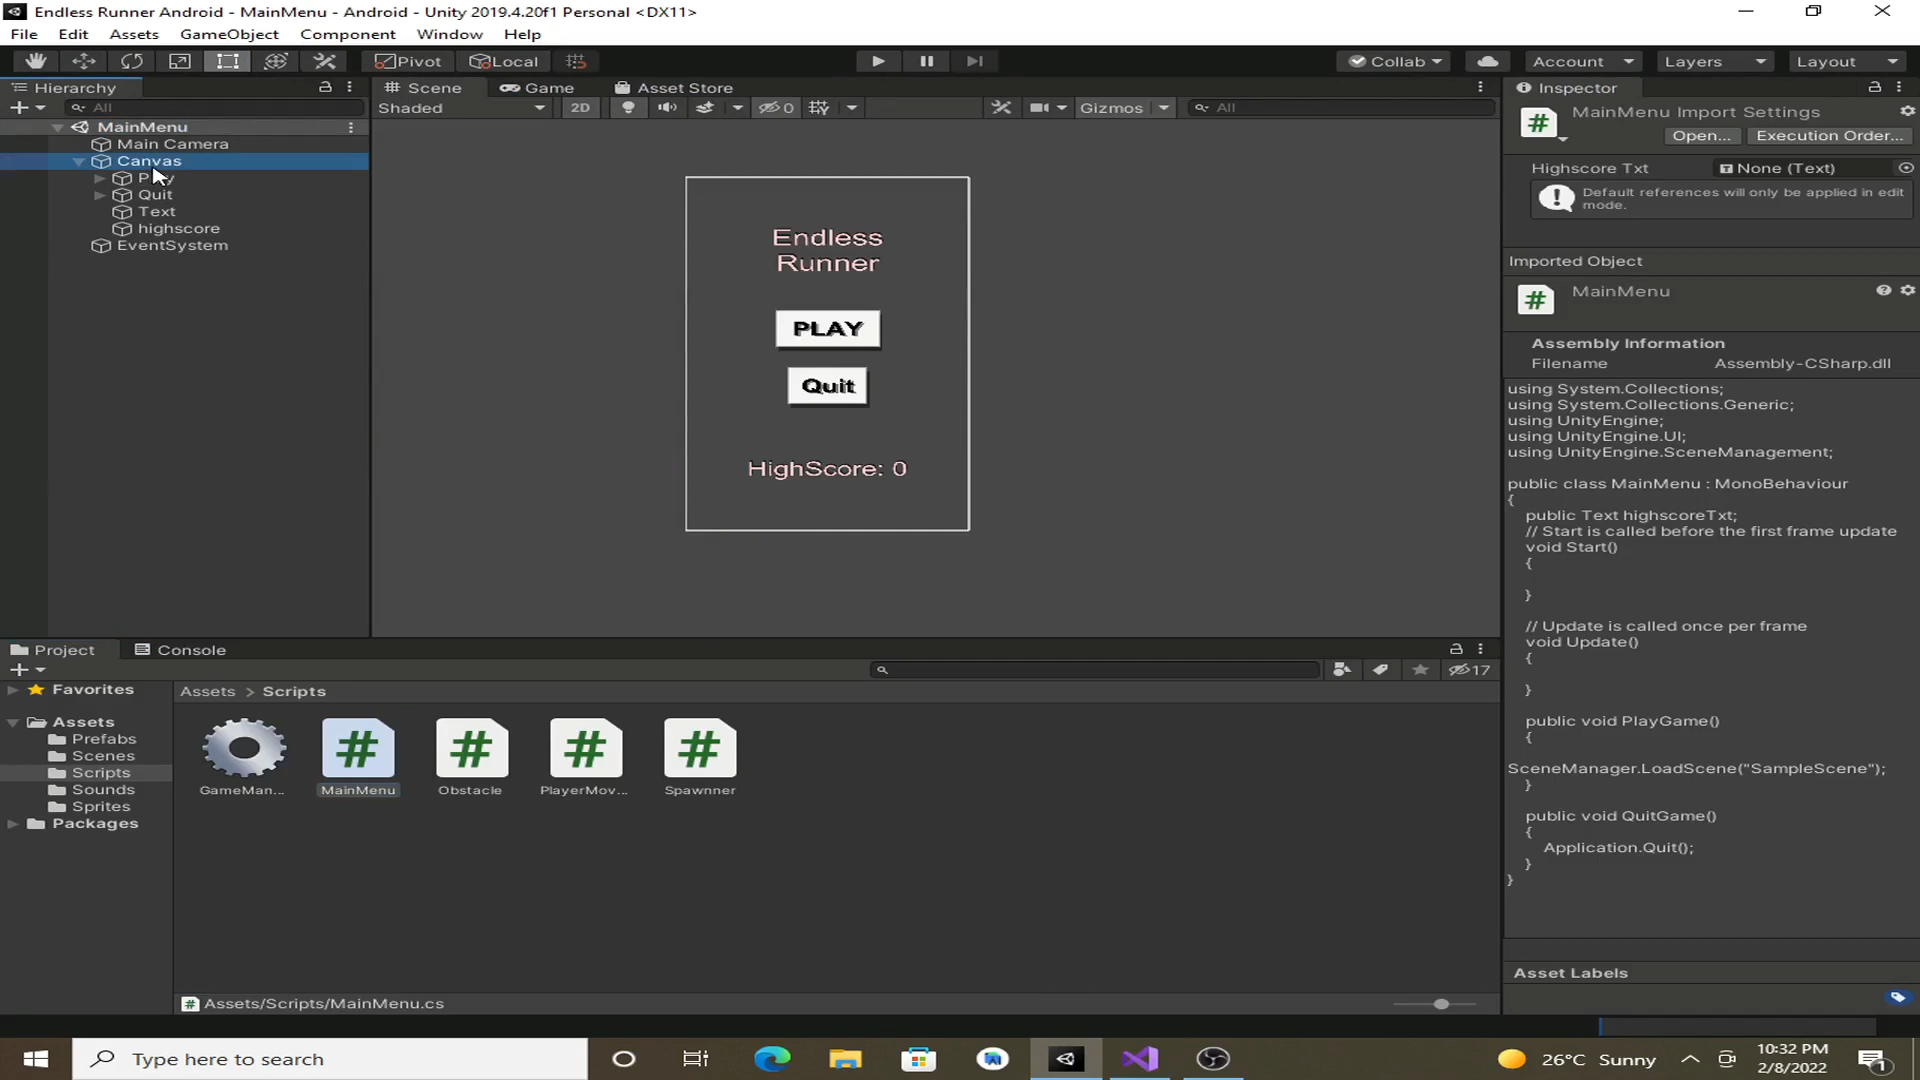 Endless Runner Android - MainMenu - Android - Unity 2019.4.20f1 Personal <DX11>
File Edit Assets GameObject Component Window Help
Pivot Local Collab Account Layers Layout
Hierarchy
Scene Game Asset Store
Inspector
All
Shaded 2D 0 Gizmos All
MainMenu
Main Camera
Canvas
Quit
Text
highscore
EventSystem
Endless
Runner
PLAY
Quit
HighScore: 0
MainMenu Import Settings
Open... Execution Order...
Highscore Txt None (Text)
Default references will only be applied in edit
mode.
Imported Object
MainMenu
Assembly Information
Filename Assembly-CSharp.dll
using System.Collections;
using System.Collections.Generic;
using UnityEngine;
using UnityEngine.UI;
using UnityEngine.SceneManagement;
public class MainMenu : MonoBehaviour
{
public Text highscoreTxt;
// Start is called before the first frame update
void Start()
{
}
// Update is called once per frame
void Update()
{
}
public void PlayGame()
{
SceneManager.LoadScene("SampleScene");
}
public void QuitGame()
{
Application.Quit();
}
}
Asset Labels
Project Console
17
Favorites
Assets
Prefabs
Scenes
Scripts
Sounds
Sprites
Packages
Assets > Scripts
GameMan...
MainMenu
Obstacle
PlayerMov...
Spawnner
Assets/Scripts/MainMenu.cs
Type here to search
26°C Sunny
10:32 PM
2/8/2022
1